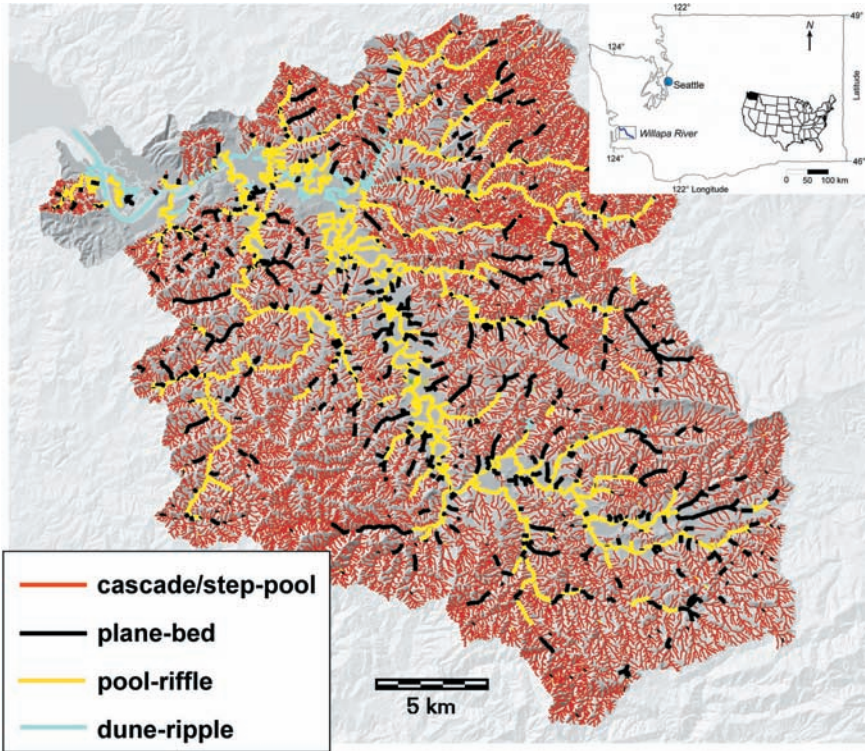 122°
49°
N
124°
Seattle
Latitude
Willapa River
124°
46°
122° Longitude
0 50 100 km
cascade/step-pool
plane-bed
pool-riffle
dune-ripple
5 km